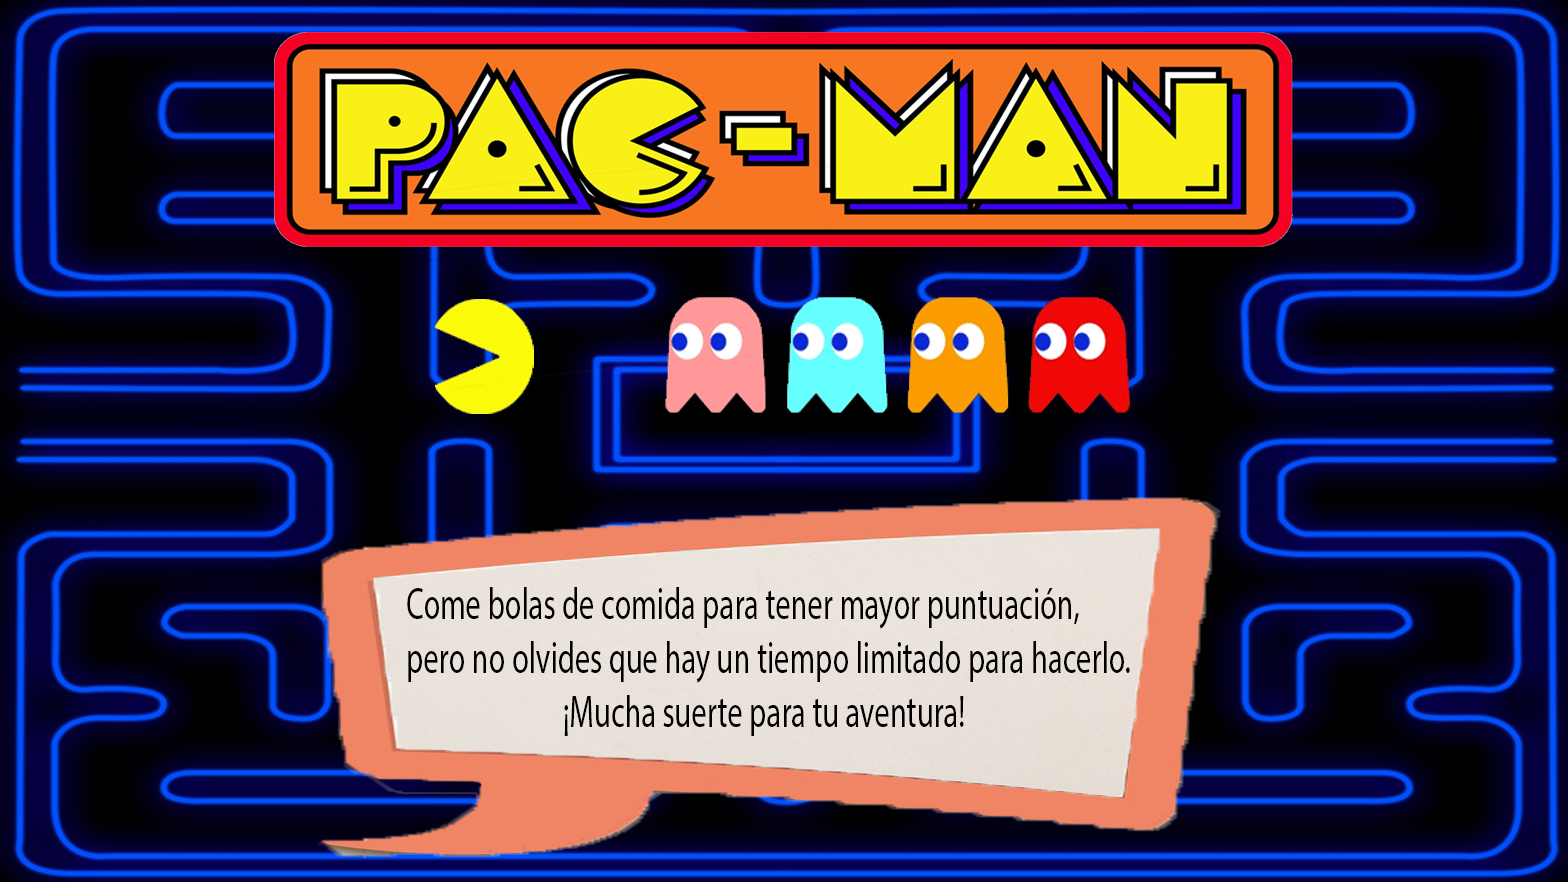 PAC-MAN
Come bolas de comida para tener mayor puntuación,
pero no olvides que hay un tiempo limitado para hacerlo.
¡Mucha suerte para tu aventura!